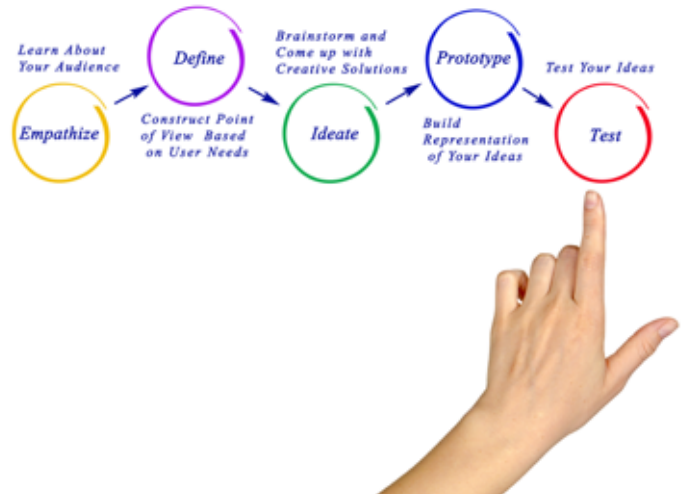 Learn About
Your Audience
Empathize
Define
Construct Point
of View Based
on User Needs
Brainstorm and
Come up with
Creative Solutions
Ideate
Prototype
Build
Representation
of Your Ideas
Test Your Ideas
Test